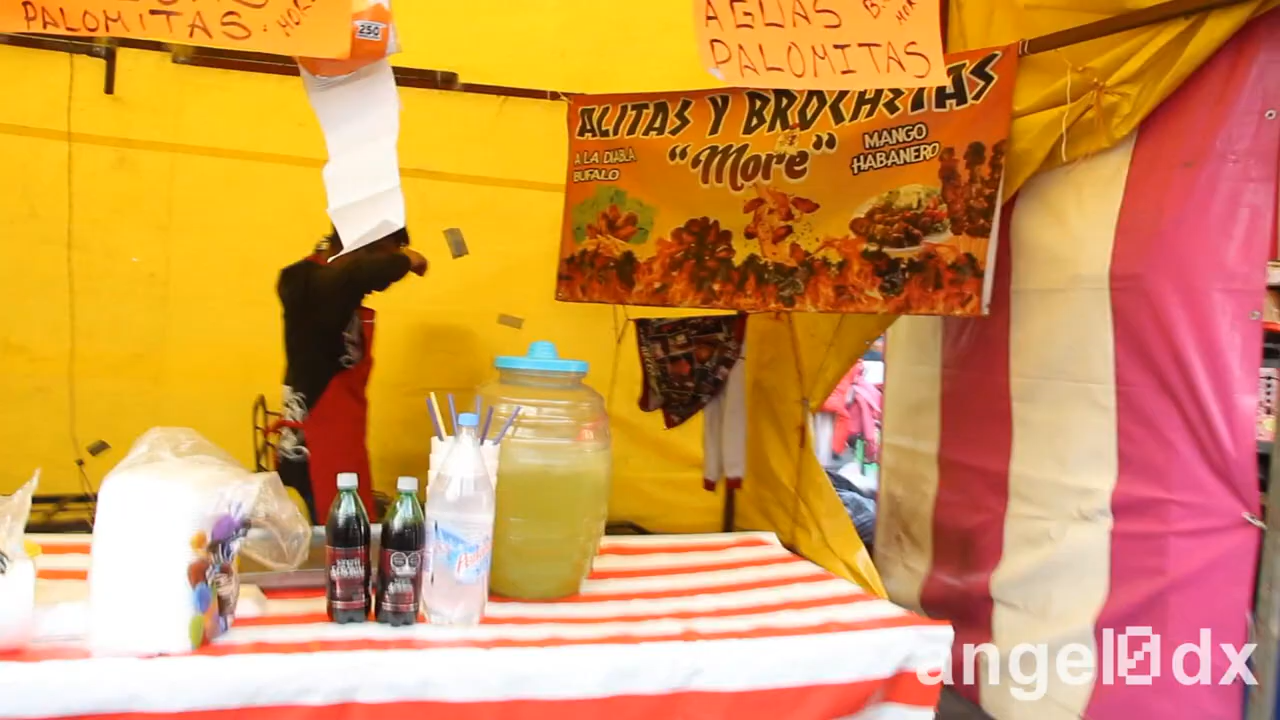 PALOMITAS
250
AGUAS
PALOMITAS
ALITAS Y BROCHETAS
"More"
A LA DIABLA
BUFALO
MANGO
HABANERO
angel0dx